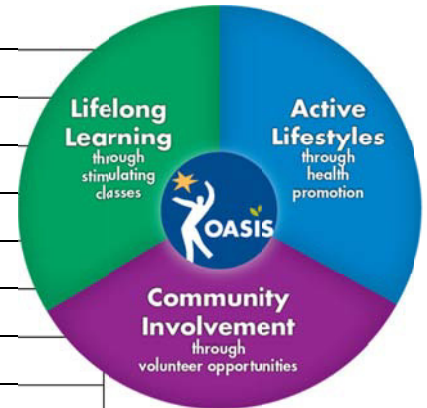 Lifelong
Learning
through
stimulating
classes
Active
Lifestyles
through
health
promotion
OASIS
Community
Involvement
through
volunteer opportunities